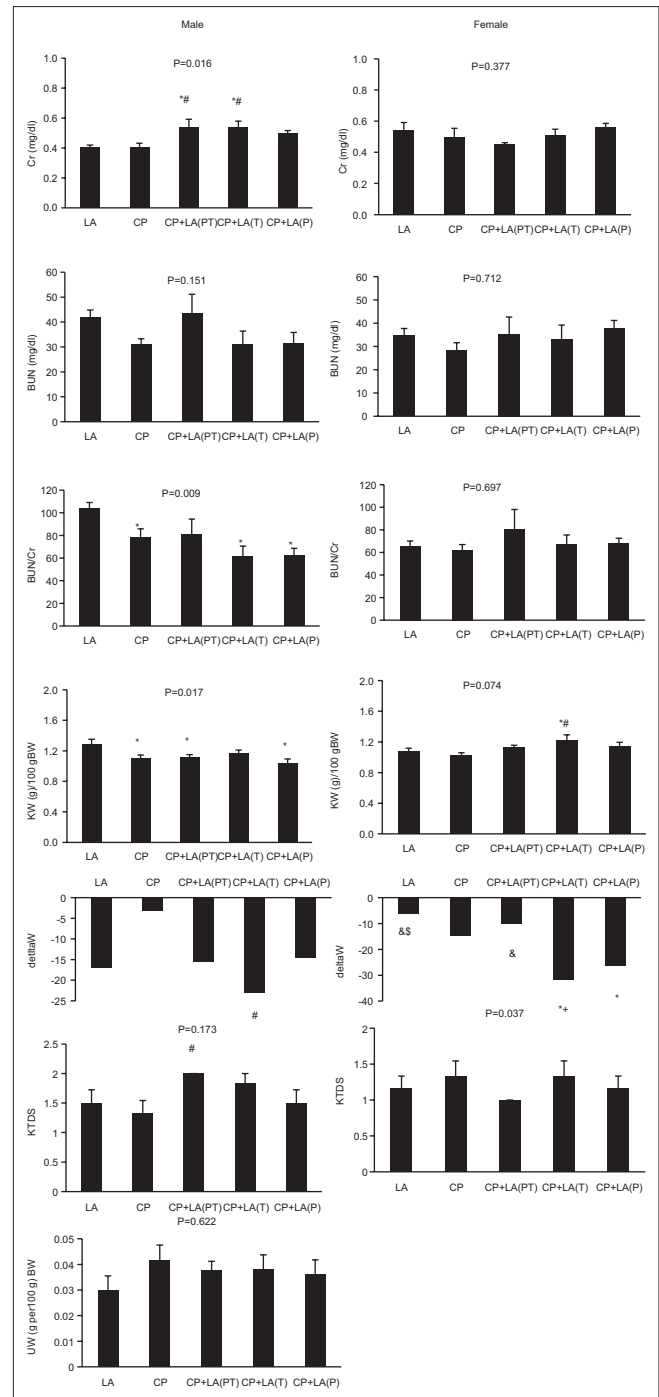 Male
Female
P=0.016
*#
*#
Cr (mg/dl)
1.0
0.8
0.6
0.4
0.2
0.0
LA CP CP+LA(PT) CP+LA(T) CP+LA(P)
P=0.377
Cr (mg/dl)
1.0
0.8
0.6
0.4
0.2
0.0
LA CP CP+LA(PT) CP+LA(T) CP+LA(P)
P=0.151
BUN (mg/dl)
60
50
40
30
20
10
0
LA CP CP+LA(PT) CP+LA(T) CP+LA(P)
P=0.712
BUN (mg/dl)
60
50
40
30
20
10
0
LA CP CP+LA(PT) CP+LA(T) CP+LA(P)
P=0.009
* * *
BUN/Cr
120
100
80
60
40
20
0
LA CP CP+LA(PT) CP+LA(T) CP+LA(P)
P=0.697
BUN/Cr
120
100
80
60
40
20
0
LA CP CP+LA(PT) CP+LA(T) CP+LA(P)
P=0.017
* * *
KW (g)/100 gBW
2.0
1.6
1.2
0.8
0.4
0.0
LA CP CP+LA(PT) CP+LA(T) CP+LA(P)
P=0.074
*#
KW (g)/100 gBW
2.0
1.6
1.2
0.8
0.4
0.0
LA CP CP+LA(PT) CP+LA(T) CP+LA(P)
LA CP CP+LA(PT) CP+LA(T) CP+LA(P)
detltaW
0
-5
-10
-15
-20
-25
#
P=0.173
LA CP CP+LA(PT) CP+LA(T) CP+LA(P)
deltaW
0
-10
-20
-30
-40
&$
&
*+
*
P=0.037
#
KTDS
2.5
2
1.5
1
0.5
0
LA CP CP+LA(PT) CP+LA(T) CP+LA(P)
KTDS
2
1.5
1
0.5
0
LA CP CP+LA(PT) CP+LA(T) CP+LA(P)
P=0.622
UW (g per100 g) BW
0.05
0.04
0.03
0.02
0.01
0
LA CP CP+LA(PT) CP+LA(T) CP+LA(P)